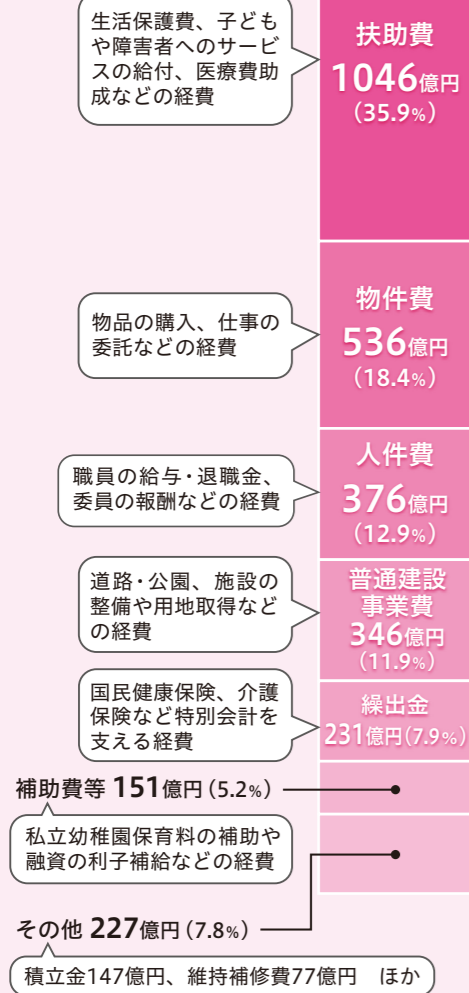 生活保護費、子ども
や障害者へのサービ
スの給付、医療費助
成などの経費
扶助費
1046億円
(35.9%)
物品の購入、仕事の
委託などの経費
物件費
536億円
(18.4%)
職員の給与・退職金、
委員の報酬などの経費
人件費
376億円
(12.9%)
道路・公園、施設の
整備や用地取得など
の経費
普通建設
事業費
346億円
(11.9%)
国民健康保険、介護
保険など特別会計を
支える経費
繰出金
231億円(7.9%)
補助費等 151億円(5.2%)
私立幼稚園保育料の補助や
融資の利子補給などの経費
その他 227億円(7.8%)
積立金147億円、維持補修費77億円　ほか